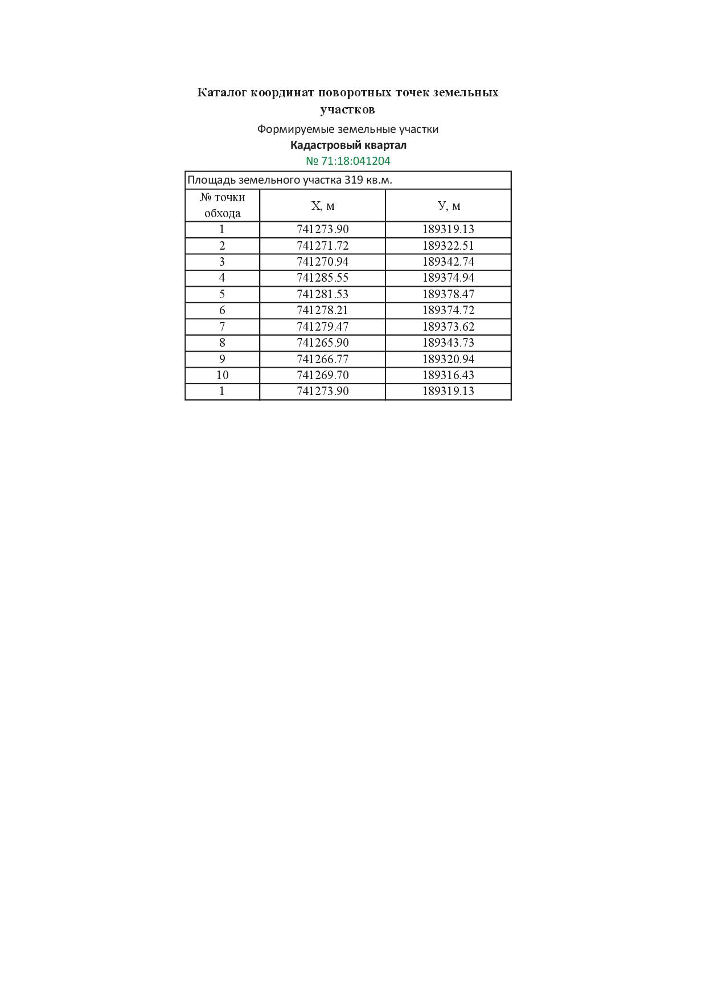 Каталог координат поворотных точек земельных
участков
Формируемые земельные участки
Кадастровый квартал
№ 71:18:041204
Площадь земельного участка 319 кв.м.
№ точки обхода X, м У, м
1 741273.90 189319.13
2 741271.72 189322.51
3 741270.94 189342.74
4 741285.55 189374.94
5 741281.53 189378.47
6 741278.21 189374.72
7 741279.47 189373.62
8 741265.90 189343.73
9 741266.77 189320.94
10 741269.70 189316.43
1 741273.90 189319.13